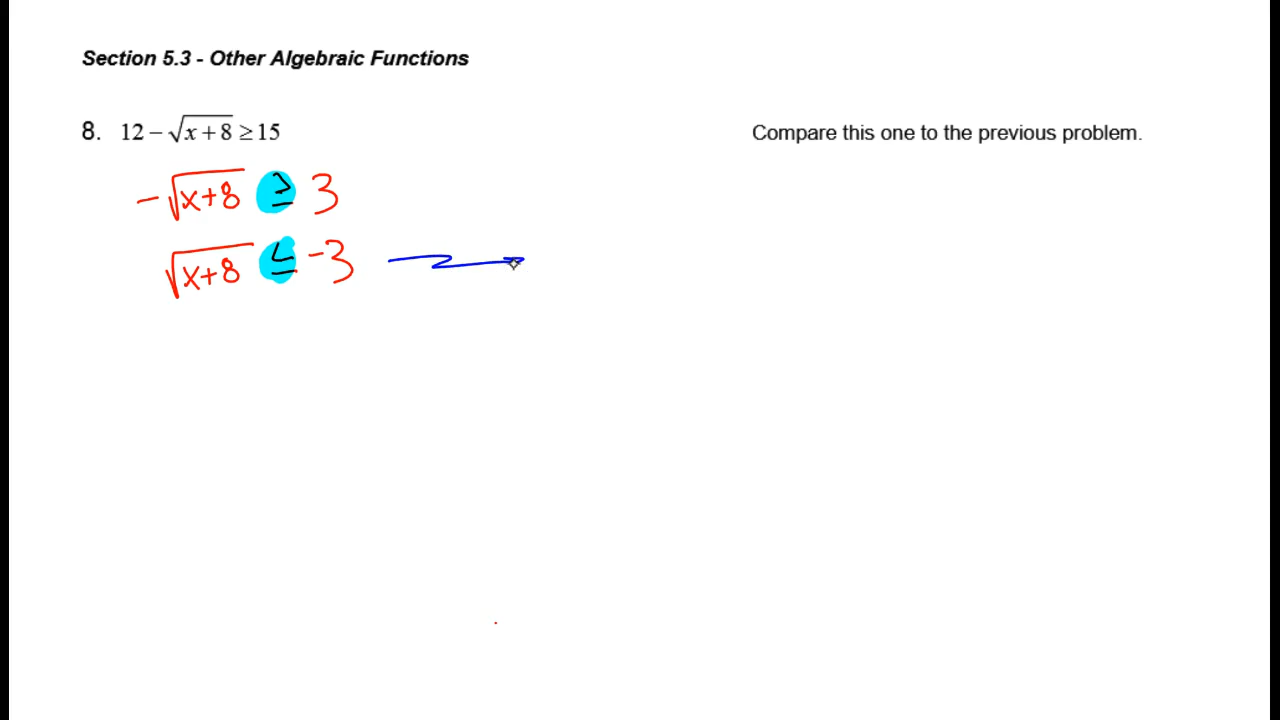 Section 5.3 - Other Algebraic Functions
8. 12 − √(x + 8) ≥ 15
Compare this one to the previous problem.
−√(x+8) ≥ 3
√(x+8) ≤ −3